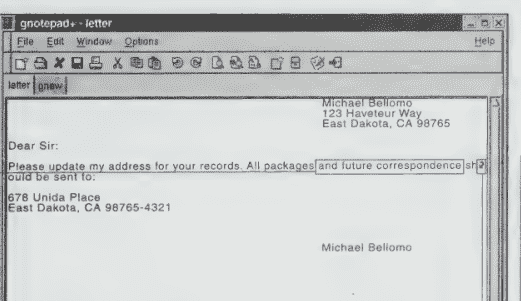 gnotepad+ - letter
File Edit Window Options Help
letter gnew
Michael Bellomo
123 Haveteur Way
East Dakota, CA 98765
Dear Sir:
Please update my address for your records. All packages and future correspondence sh
ould be sent to:
678 Unida Place
East Dakota, CA 98765-4321
Michael Bellomo